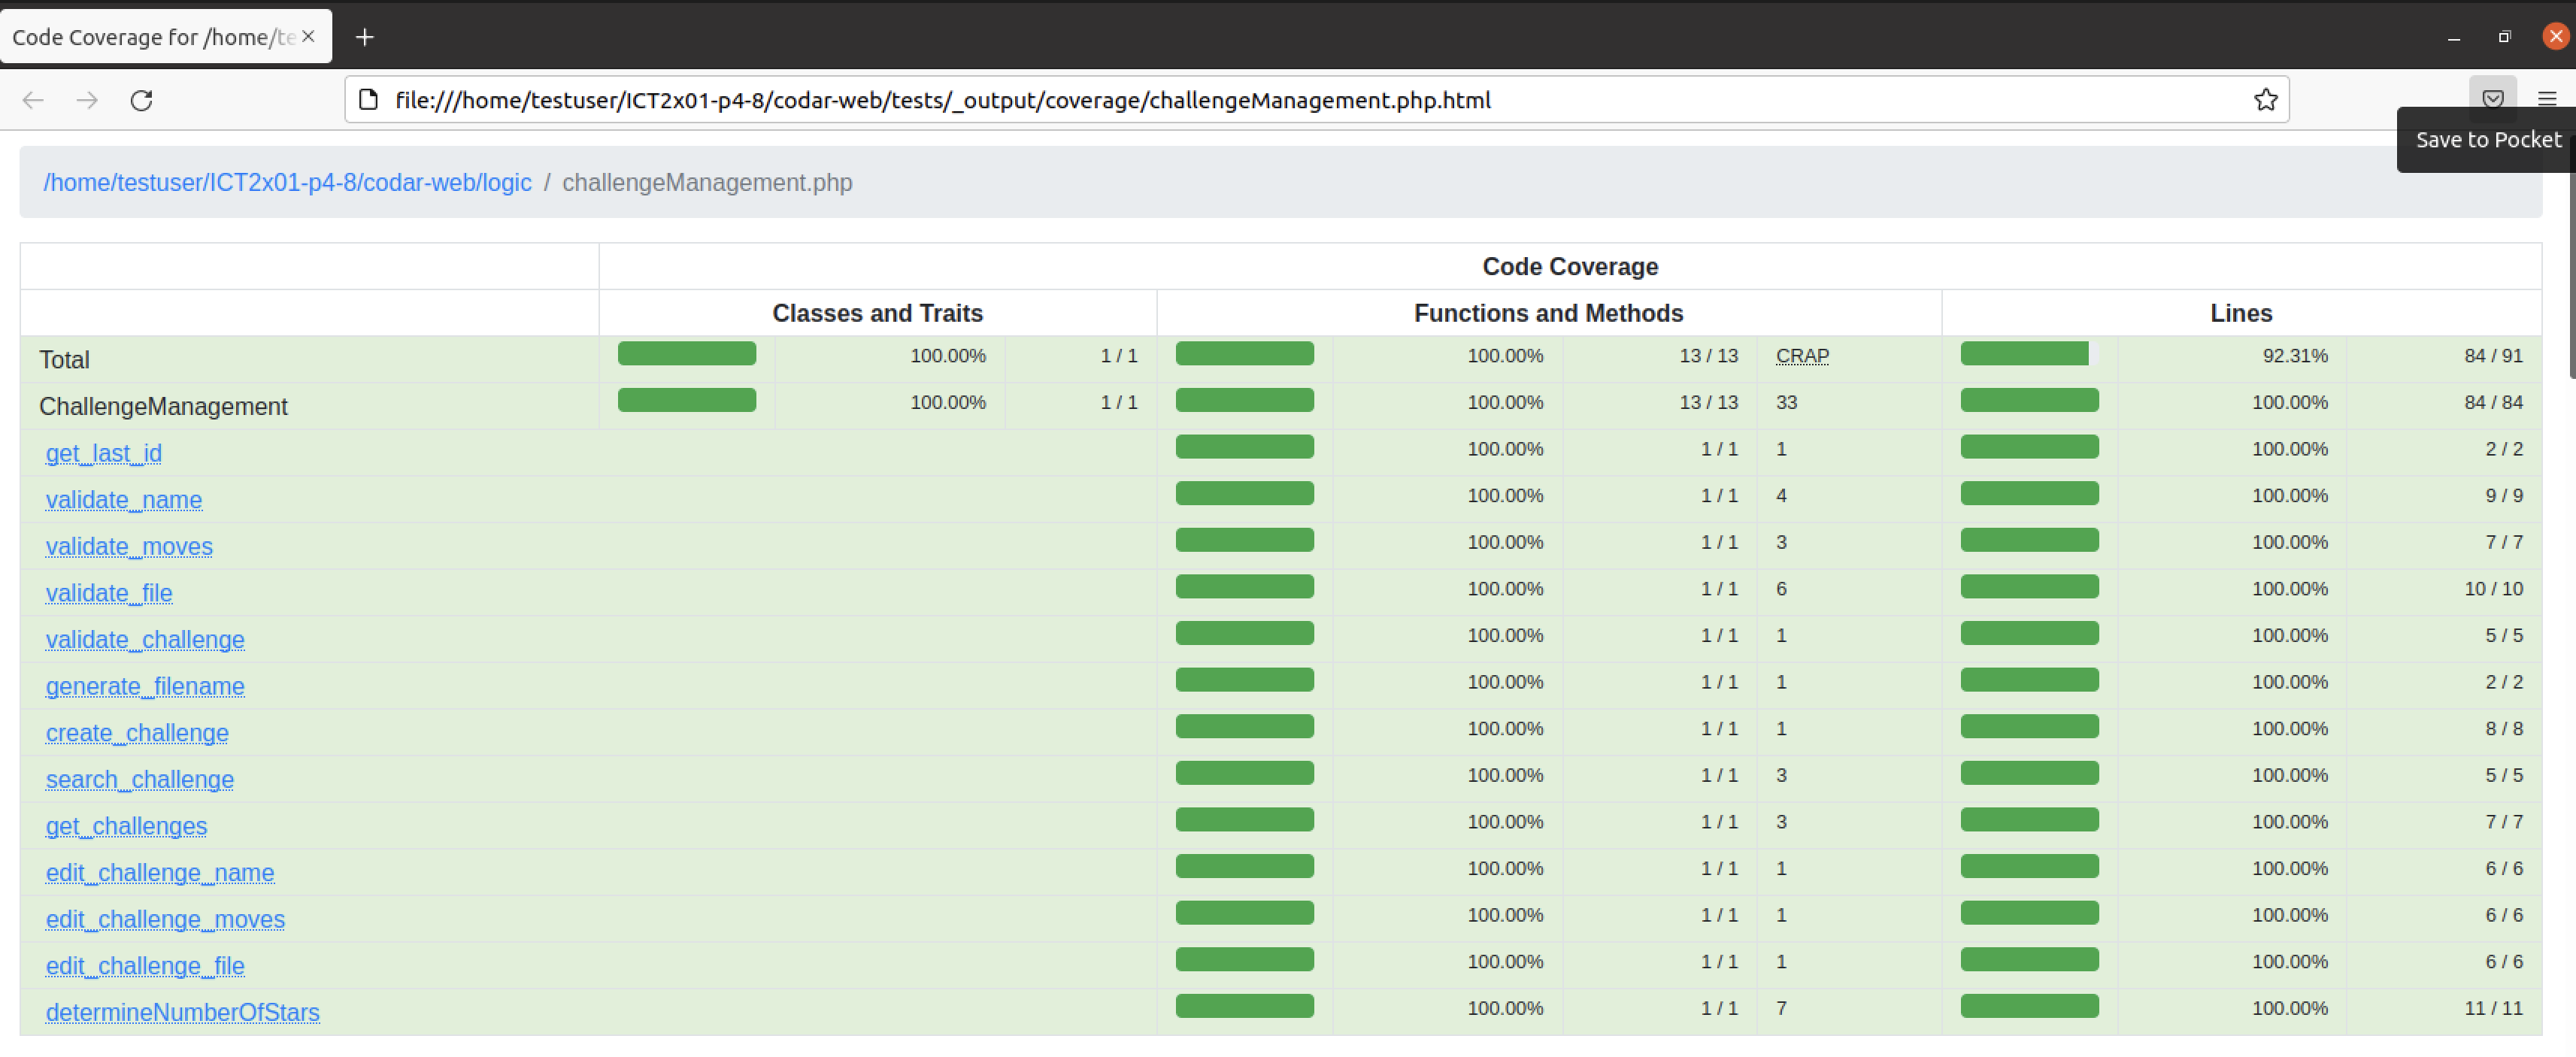 Code Coverage for /home/te
file:///home/testuser/ICT2x01-p4-8/codar-web/tests/_output/coverage/challengeManagement.php.html
Save to Pocket
/home/testuser/ICT2x01-p4-8/codar-web/logic / challengeManagement.php
Code Coverage
Classes and Traits Functions and Methods Lines
Total 100.00% 1 / 1 100.00% 13 / 13 CRAP 92.31% 84 / 91
ChallengeManagement 100.00% 1 / 1 100.00% 13 / 13 33 100.00% 84 / 84
get_last_id 100.00% 1 / 1 1 100.00% 2 / 2
validate_name 100.00% 1 / 1 4 100.00% 9 / 9
validate_moves 100.00% 1 / 1 3 100.00% 7 / 7
validate_file 100.00% 1 / 1 6 100.00% 10 / 10
validate_challenge 100.00% 1 / 1 1 100.00% 5 / 5
generate_filename 100.00% 1 / 1 1 100.00% 2 / 2
create_challenge 100.00% 1 / 1 1 100.00% 8 / 8
search_challenge 100.00% 1 / 1 3 100.00% 5 / 5
get_challenges 100.00% 1 / 1 3 100.00% 7 / 7
edit_challenge_name 100.00% 1 / 1 1 100.00% 6 / 6
edit_challenge_moves 100.00% 1 / 1 1 100.00% 6 / 6
edit_challenge_file 100.00% 1 / 1 1 100.00% 6 / 6
determineNumberOfStars 100.00% 1 / 1 7 100.00% 11 / 11